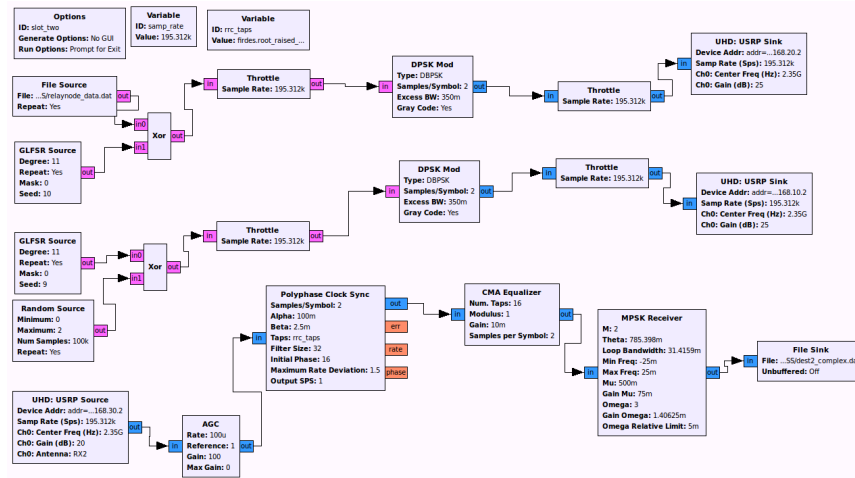 Options
ID: slot_two
Generate Options: No GUI
Run Options: Prompt for Exit
Variable
ID: samp_rate
Value: 195.312k
Variable
ID: rrc_taps
Value: firdes.root_raised_...
File Source
File: ...S/relaynode_data.dat
Repeat: Yes
out
GLFSR Source
Degree: 11
Repeat: Yes
Mask: 0
Seed: 10
out
in0
in1
Xor
out
in
Throttle
Sample Rate: 195.312k
out
in
DPSK Mod
Type: DBPSK
Samples/Symbol: 2
Excess BW: 350m
Gray Code: Yes
out
in
Throttle
Sample Rate: 195.312k
out
in
UHD: USRP Sink
Device Addr: addr=...168.20.2
Samp Rate (Sps): 195.312k
Ch0: Center Freq (Hz): 2.35G
Ch0: Gain (dB): 25
GLFSR Source
Degree: 11
Repeat: Yes
Mask: 0
Seed: 9
out
Random Source
Minimum: 0
Maximum: 2
Num Samples: 100k
Repeat: Yes
out
in0
in1
Xor
out
in
Throttle
Sample Rate: 195.312k
out
in
DPSK Mod
Type: DBPSK
Samples/Symbol: 2
Excess BW: 350m
Gray Code: Yes
out
in
Throttle
Sample Rate: 195.312k
out
in
UHD: USRP Sink
Device Addr: addr=...168.10.2
Samp Rate (Sps): 195.312k
Ch0: Center Freq (Hz): 2.35G
Ch0: Gain (dB): 25
UHD: USRP Source
Device Addr: addr=...168.30.2
Samp Rate (Sps): 195.312k
Ch0: Center Freq (Hz): 2.35G
Ch0: Gain (dB): 20
Ch0: Antenna: RX2
out
in
AGC
Rate: 100u
Reference: 1
Gain: 100
Max Gain: 0
out
in
Polyphase Clock Sync
Samples/Symbol: 2
Alpha: 100m
Beta: 2.5m
Taps: rrc_taps
Filter Size: 32
Initial Phase: 16
Maximum Rate Deviation: 1.5
Output SPS: 1
out
err
rate
phase
in
CMA Equalizer
Num. Taps: 16
Modulus: 1
Gain: 10m
Samples per Symbol: 2
out
in
MPSK Receiver
M: 2
Theta: 785.398m
Loop Bandwidth: 31.4159m
Min Freq: -25m
Max Freq: 25m
Mu: 500m
Gain Mu: 75m
Omega: 3
Gain Omega: 1.40625m
Omega Relative Limit: 5m
out
in
File Sink
File: ...SS/dest2_complex.da
Unbuffered: Off